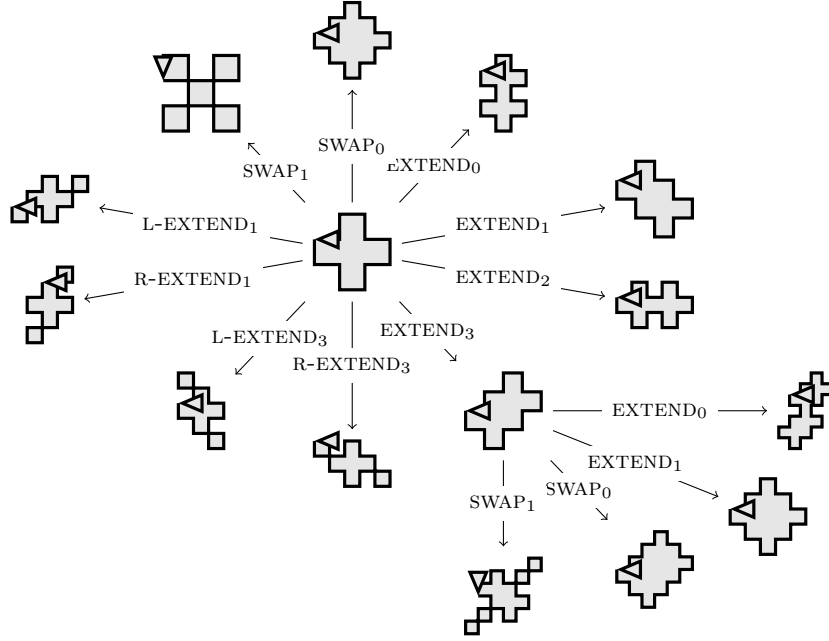 SWAP₀
EXTEND₀
SWAP₁
L-EXTEND₁
EXTEND₁
R-EXTEND₁
EXTEND₂
L-EXTEND₃
EXTEND₃
R-EXTEND₃
EXTEND₀
EXTEND₁
SWAP₀
SWAP₁